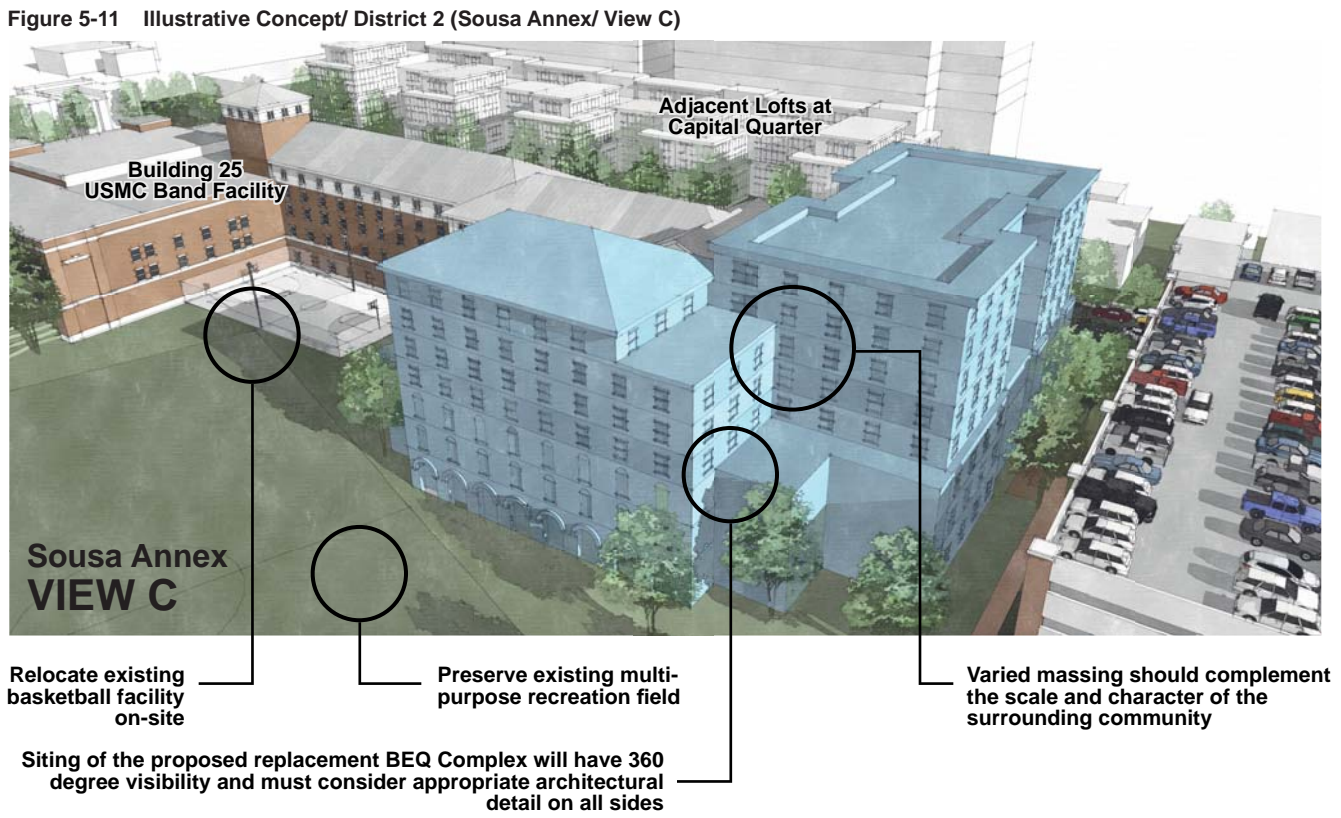 Figure 5-11 Illustrative Concept/ District 2 (Sousa Annex/ View C)
Adjacent Lofts at
Capital Quarter
Building 25
USMC Band Facility
Sousa Annex
VIEW C
Relocate existing
basketball facility
on-site
Preserve existing multi-
purpose recreation field
Varied massing should complement
the scale and character of the
surrounding community
Siting of the proposed replacement BEQ Complex will have 360
degree visibility and must consider appropriate architectural
detail on all sides